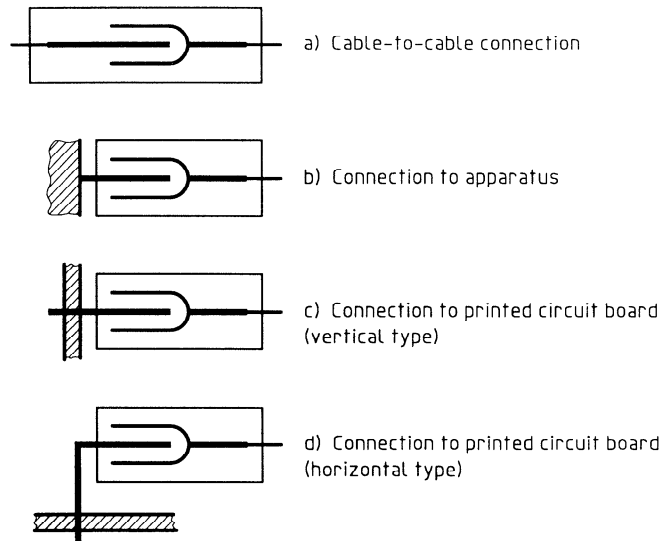 a) Cable-to-cable connection
b) Connection to apparatus
c) Connection to printed circuit board
(vertical type)
d) Connection to printed circuit board
(horizontal type)